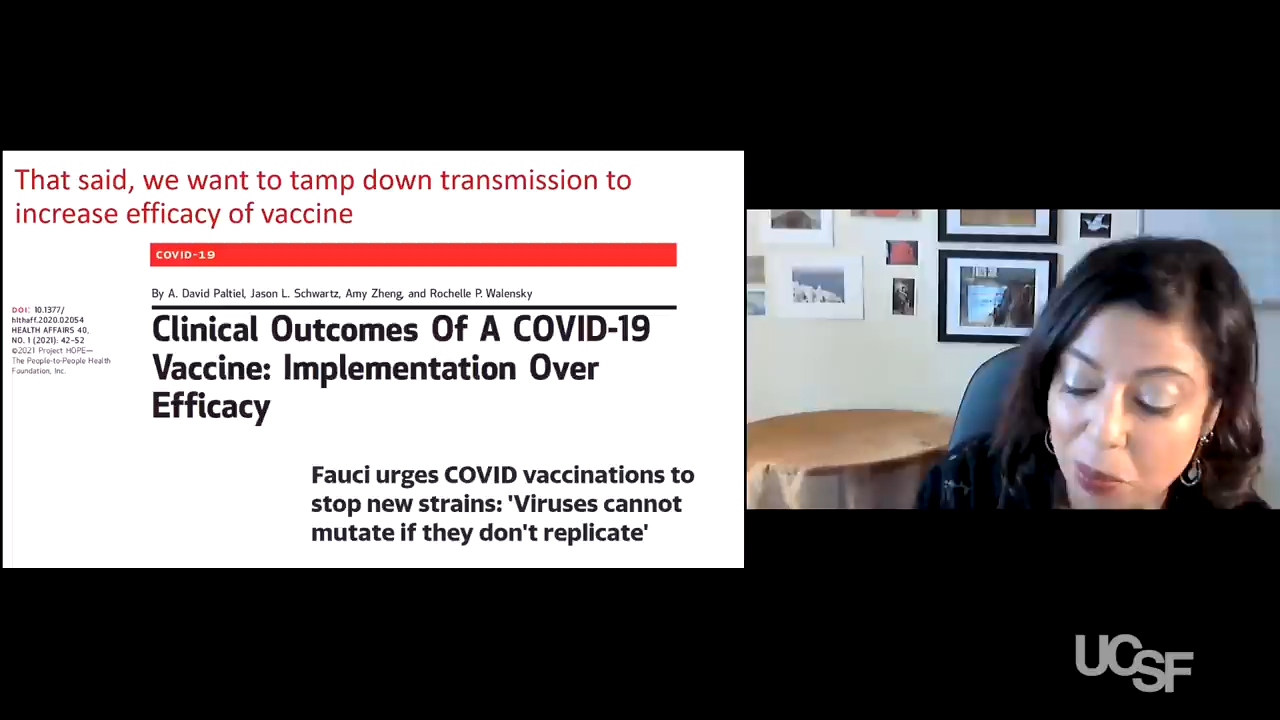 That said, we want to tamp down transmission to
increase efficacy of vaccine
COVID-19
By A. David Paltiel, Jason L. Schwartz, Amy Zheng, and Rochelle P. Walensky
DOI: 10.1377/
hlthaff.2020.02054
HEALTH AFFAIRS 40,
NO. 1 (2021): 42–52
©2021 Project HOPE—
The People-to-People Health
Foundation, Inc.
Clinical Outcomes Of A COVID-19
Vaccine: Implementation Over
Efficacy
Fauci urges COVID vaccinations to
stop new strains: 'Viruses cannot
mutate if they don't replicate'
UCSF